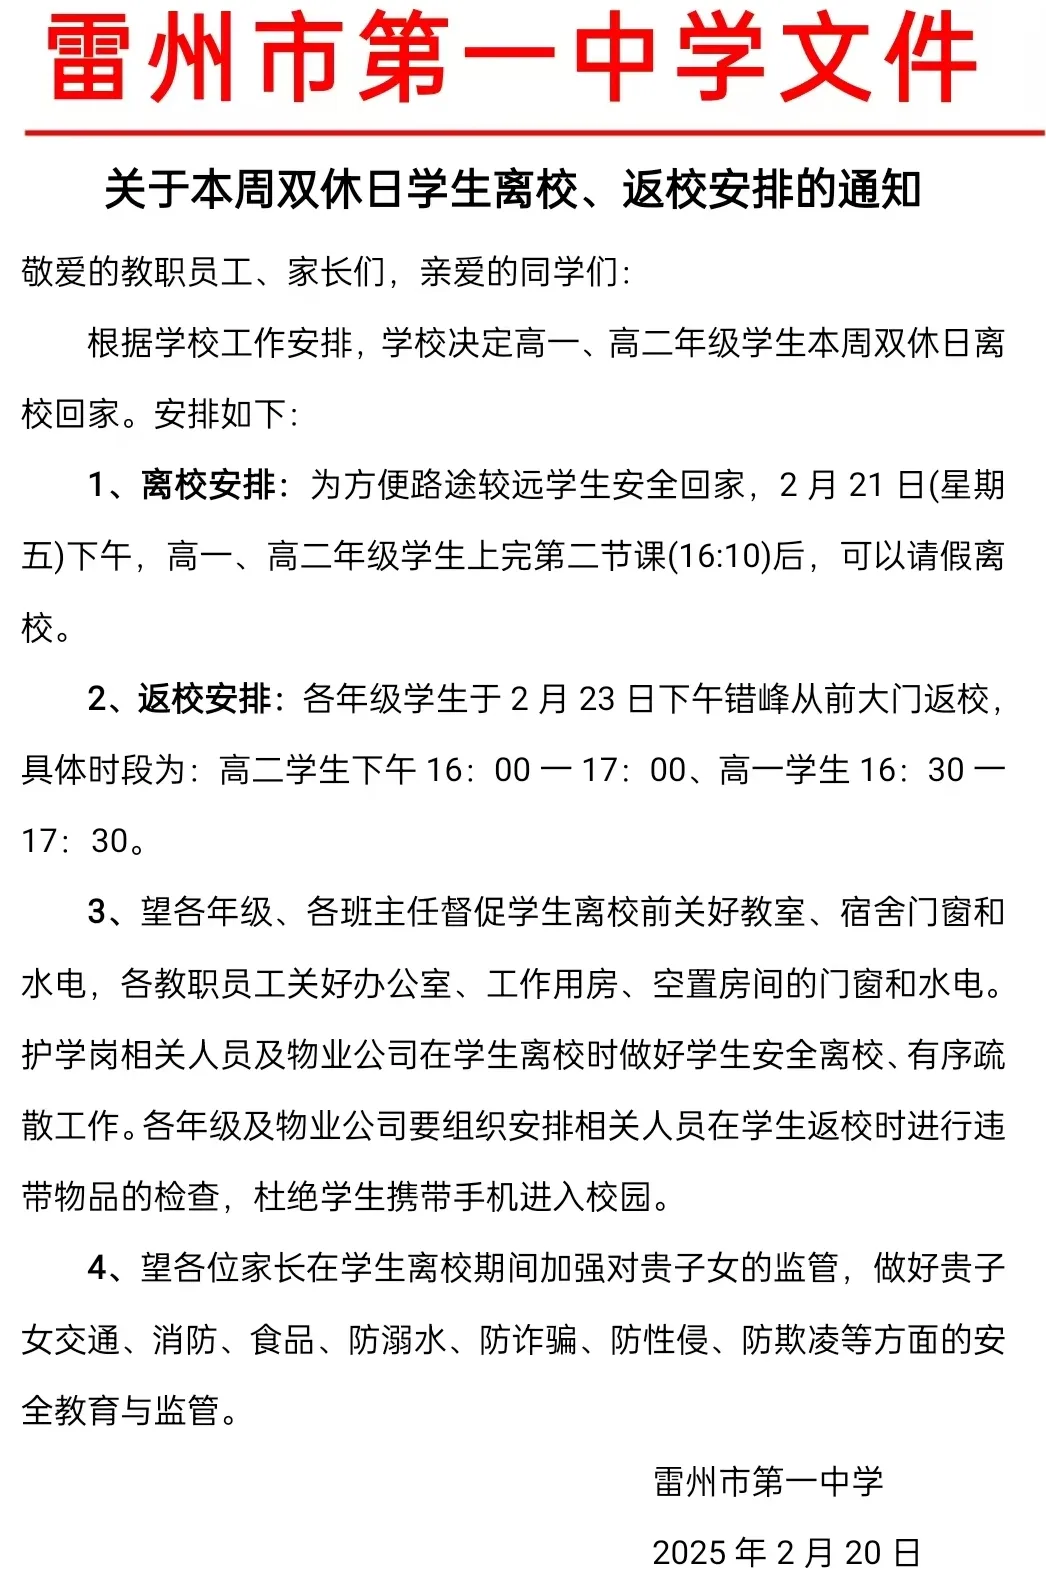 雷州市第一中学文件
关于本周双休日学生离校、返校安排的通知
敬爱的教职员工、家长们，亲爱的同学们：
根据学校工作安排，学校决定高一、高二年级学生本周双休日离
校回家。安排如下：
1、离校安排：为方便路途较远学生安全回家，2 月 21 日(星期
五)下午，高一、高二年级学生上完第二节课(16:10)后，可以请假离
校。
2、返校安排：各年级学生于 2 月 23 日下午错峰从前大门返校，
具体时段为：高二学生下午 16：00 一 17：00、高一学生 16：30 一
17：30。
3、望各年级、各班主任督促学生离校前关好教室、宿舍门窗和
水电，各教职员工关好办公室、工作用房、空置房间的门窗和水电。
护学岗相关人员及物业公司在学生离校时做好学生安全离校、有序疏
散工作。各年级及物业公司要组织安排相关人员在学生返校时进行违
带物品的检查，杜绝学生携带手机进入校园。
4、望各位家长在学生离校期间加强对贵子女的监管，做好贵子
女交通、消防、食品、防溺水、防诈骗、防性侵、防欺凌等方面的安
全教育与监管。
雷州市第一中学
2025 年 2 月 20 日